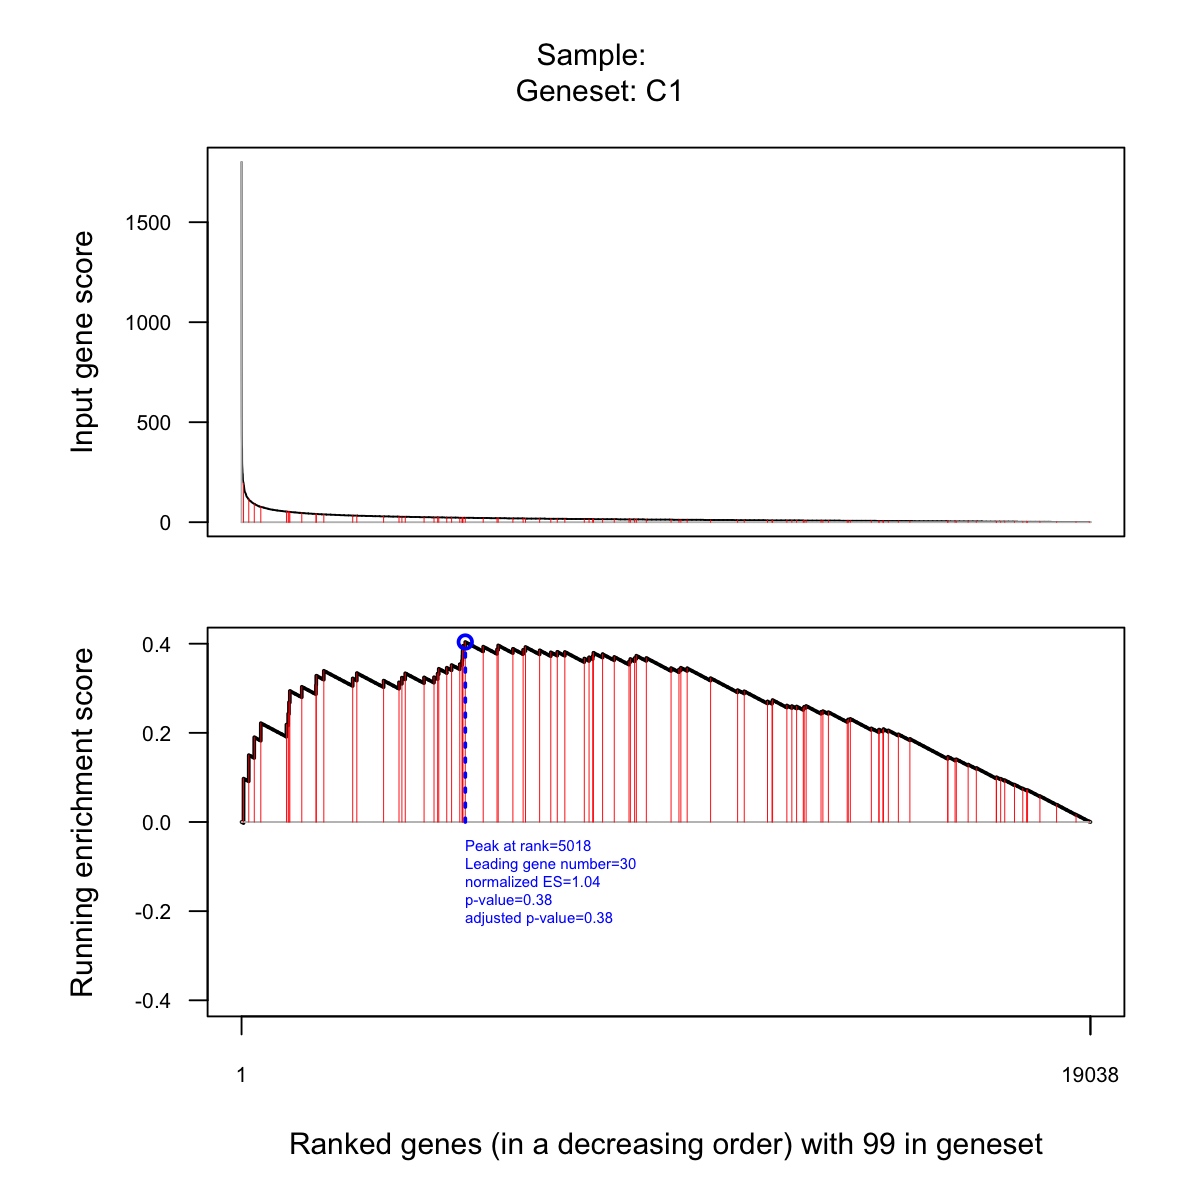 Sample:
Geneset: C1
Input gene score
1500
1000
500
0
Running enrichment score
0.4
0.2
0.0
-0.2
-0.4
Peak at rank=5018
Leading gene number=30
normalized ES=1.04
p-value=0.38
adjusted p-value=0.38
1
19038
Ranked genes (in a decreasing order) with 99 in geneset